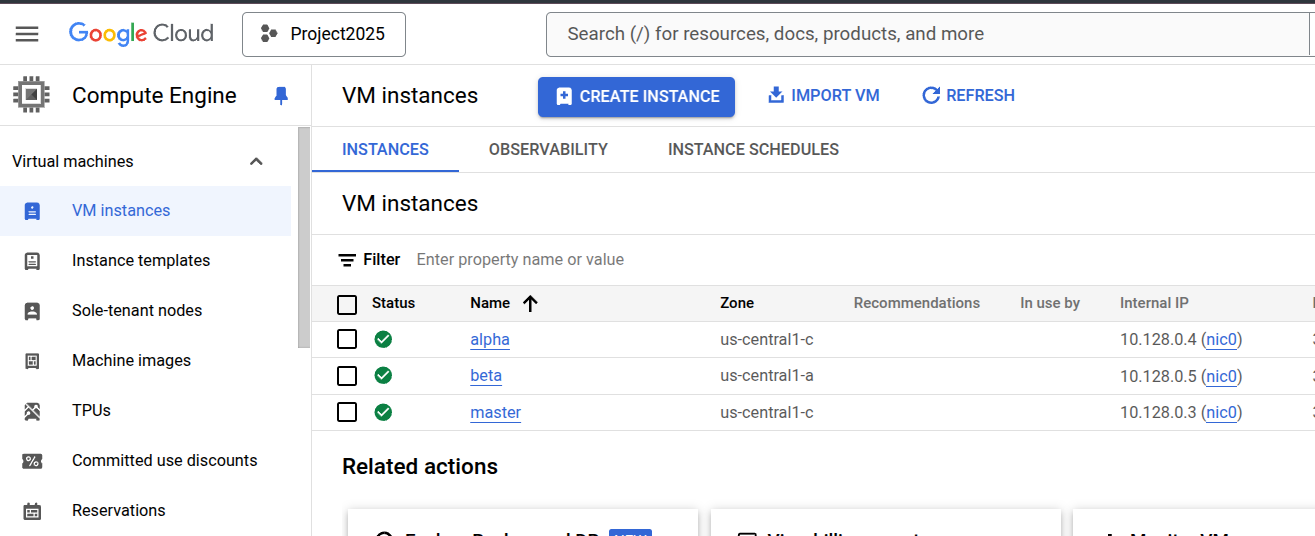 Google Cloud
Project2025
Search (/) for resources, docs, products, and more
Compute Engine
VM instances
CREATE INSTANCE
IMPORT VM
REFRESH
Virtual machines
VM instances
Instance templates
Sole-tenant nodes
Machine images
TPUs
Committed use discounts
Reservations
INSTANCES
OBSERVABILITY
INSTANCE SCHEDULES
VM instances
Filter Enter property name or value
Status Name Zone Recommendations In use by Internal IP
alpha us-central1-c 10.128.0.4 (nic0)
beta us-central1-a 10.128.0.5 (nic0)
master us-central1-c 10.128.0.3 (nic0)
Related actions